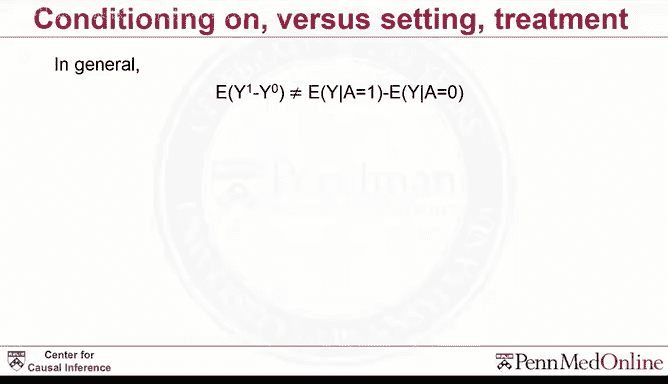 Conditioning on, versus setting, treatment
In general,
E(Y¹-Y⁰) ≠ E(Y|A=1)-E(Y|A=0)
Center for
Causal Inference
PennMedOnline